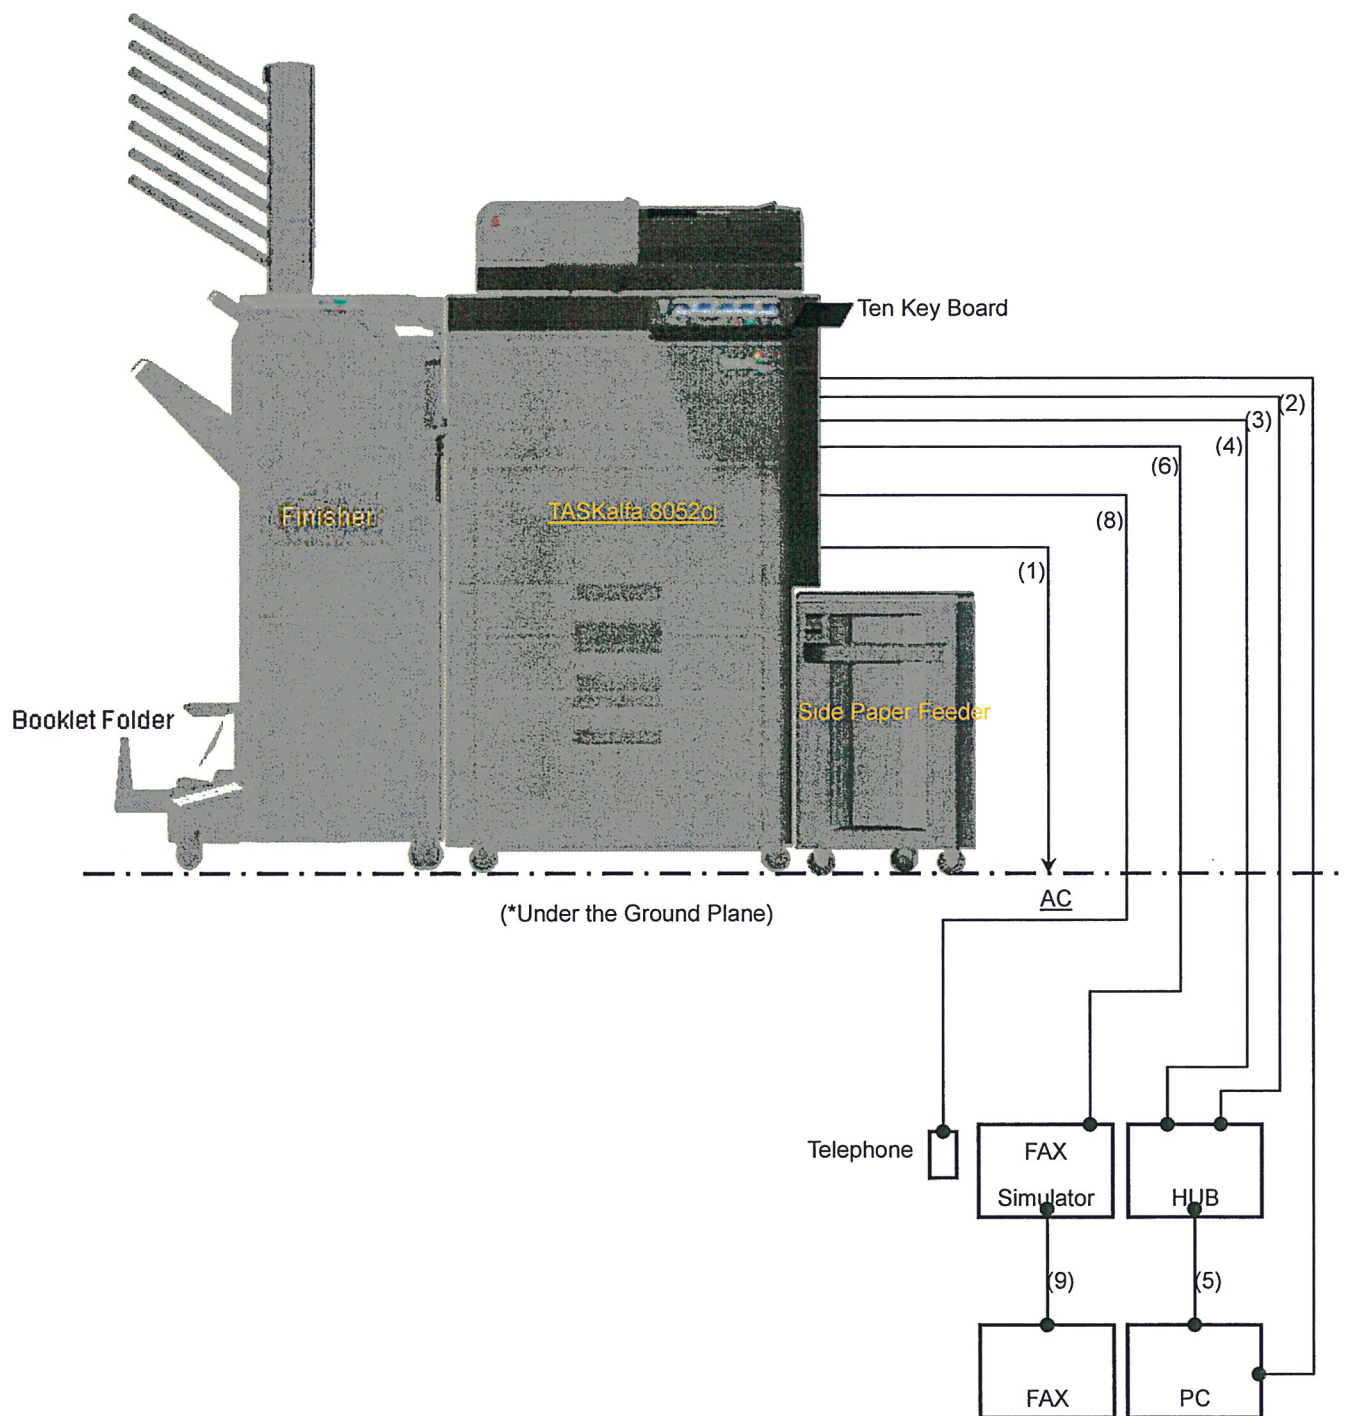 Ten Key Board
(2)
(3)
(4)
(6)
(8)
(1)
Finisher
TASKalfa 8052ci
Side Paper Feeder
Booklet Folder
AC
(*Under the Ground Plane)
Telephone
FAX
Simulator
HUB
(9)
(5)
FAX
PC